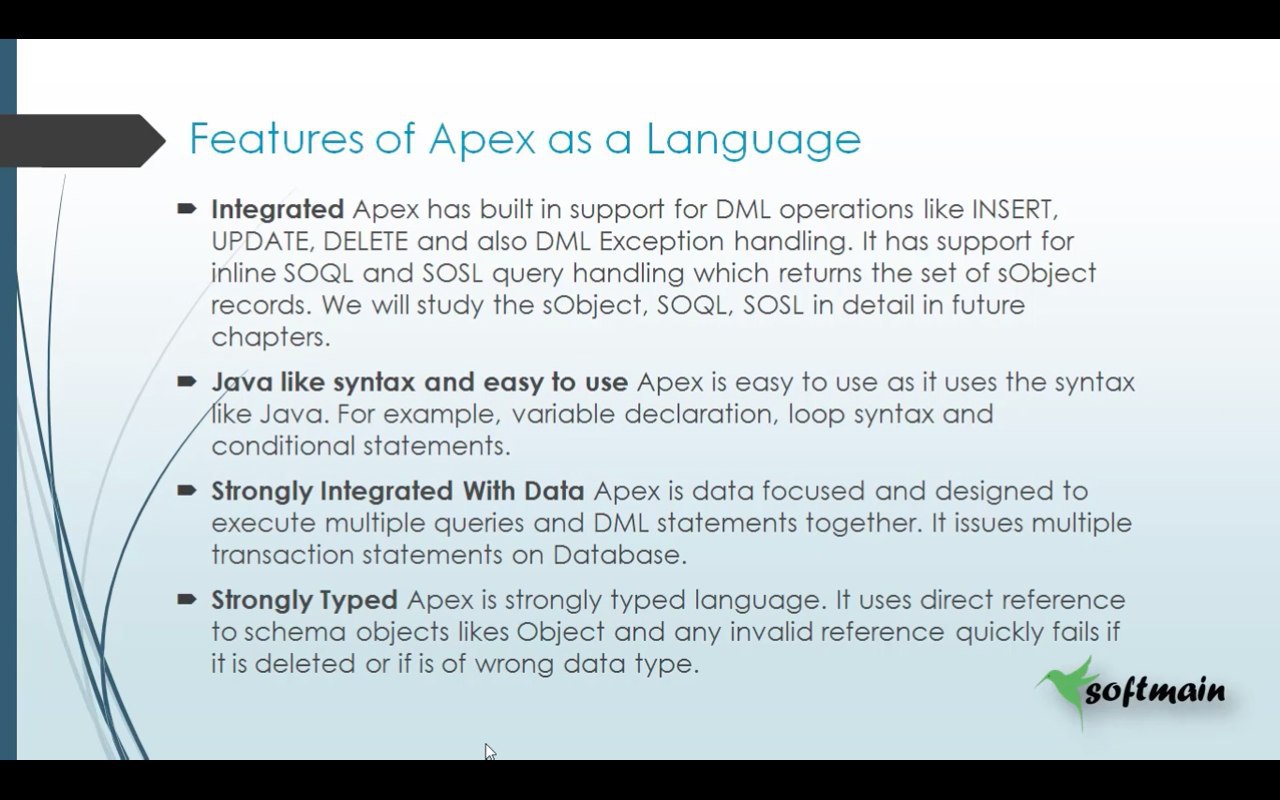 Features of Apex as a Language
Integrated Apex has built in support for DML operations like INSERT,
UPDATE, DELETE and also DML Exception handling. It has support for
inline SOQL and SOSL query handling which returns the set of sObject
records. We will study the sObject, SOQL, SOSL in detail in future
chapters.
Java like syntax and easy to use Apex is easy to use as it uses the syntax
like Java. For example, variable declaration, loop syntax and
conditional statements.
Strongly Integrated With Data Apex is data focused and designed to
execute multiple queries and DML statements together. It issues multiple
transaction statements on Database.
Strongly Typed Apex is strongly typed language. It uses direct reference
to schema objects likes Object and any invalid reference quickly fails if
it is deleted or if is of wrong data type.
softmain